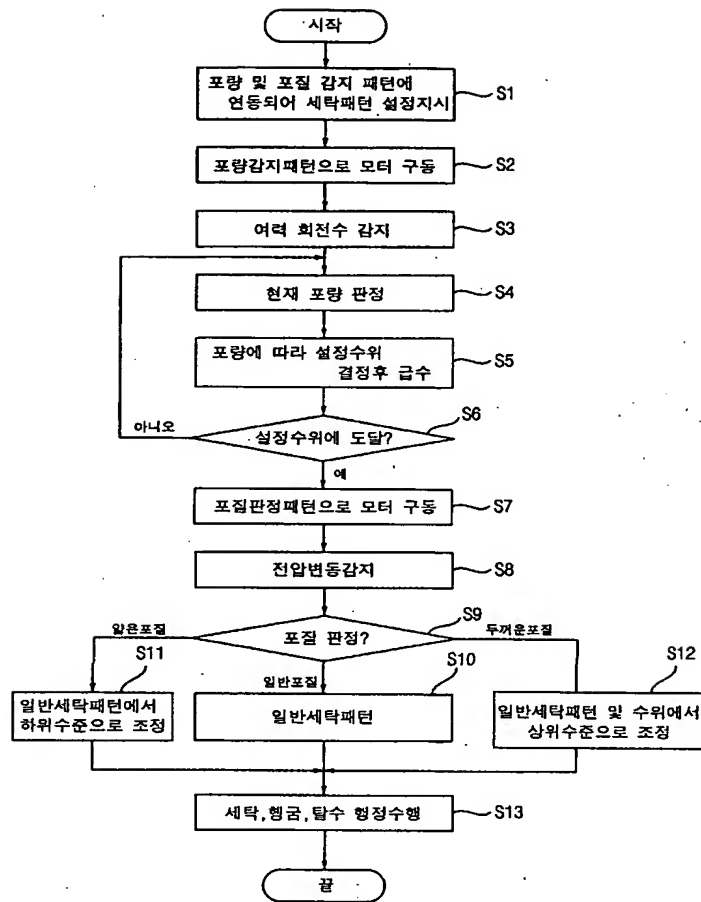 시작
포량 및 포질 감지 패턴에
연동되어 세탁패턴 설정지시
S1
포량감지패턴으로 모터 구동
S2
여력 회전수 감지
S3
현재 포량 판정
S4
포량에 따라 설정수위
결정후 급수
S5
설정수위에 도달?
S6
아니오
예
포질판정패턴으로 모터 구동
S7
전압변동감지
S8
포질 판정?
S9
얇은포질
일반포질
두꺼운포질
S11
일반세탁패턴에서
하위수준으로 조정
S10
일반세탁패턴
S12
일반세탁패턴 및 수위에서
상위수준으로 조정
세탁,헹굼,탈수 행정수행
S13
끝